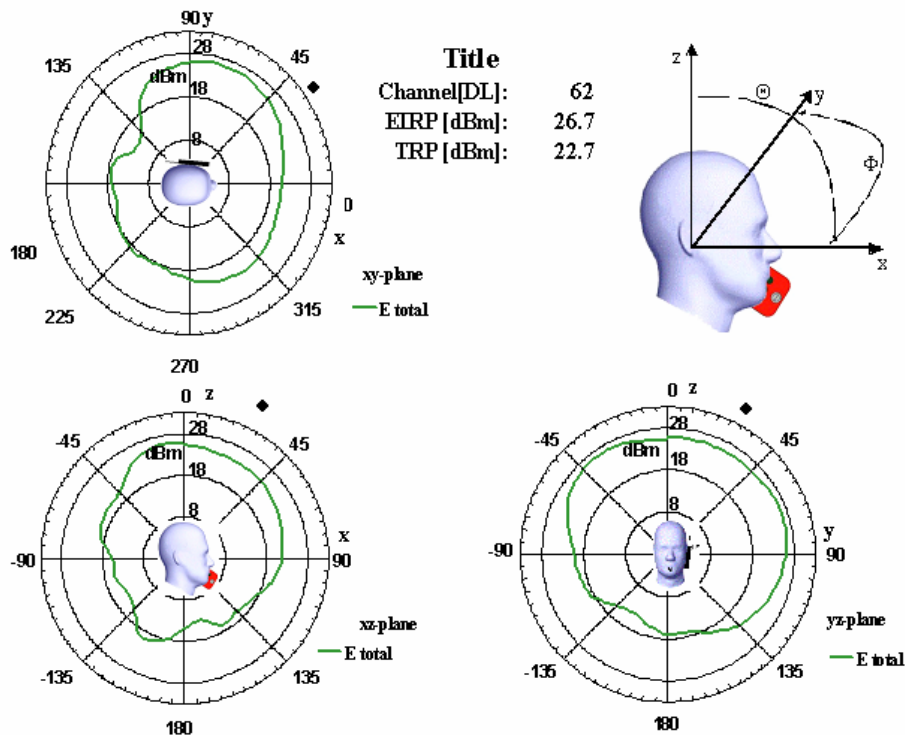 90 y
28
dBm
18
8
45
135
180
0
x
225
315
270
xy-plane
E total
Title
Channel[DL]: 62
EIRP [dBm]: 26.7
TRP [dBm]: 22.7
z
Θ
y
Φ
x
0 z
28
dBm
18
8
-45
45
x
-90
90
xz-plane
E total
-135
135
180
0 z
28
dBm
18
8
-45
45
y
-90
90
yz-plane
E total
-135
135
180